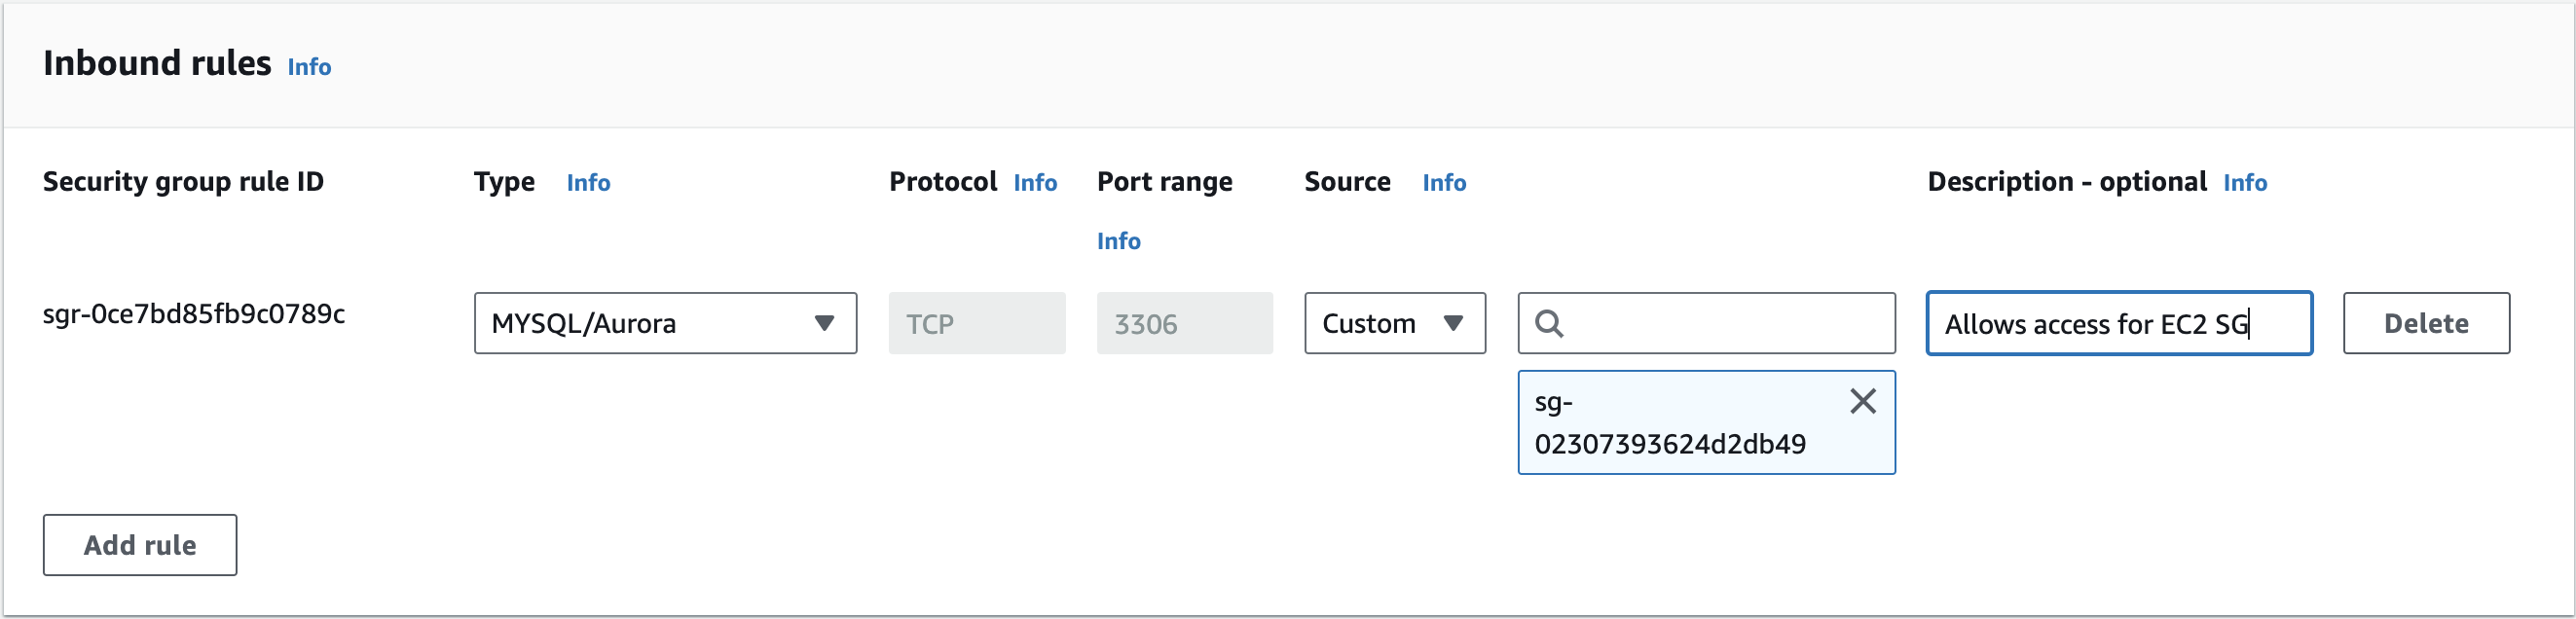 Inbound rules Info
Security group rule ID Type Info Protocol Info Port range Info Source Info Description - optional Info
sgr-0ce7bd85fb9c0789c MYSQL/Aurora TCP 3306 Custom Allows access for EC2 SG Delete
sg-
02307393624d2db49
Add rule